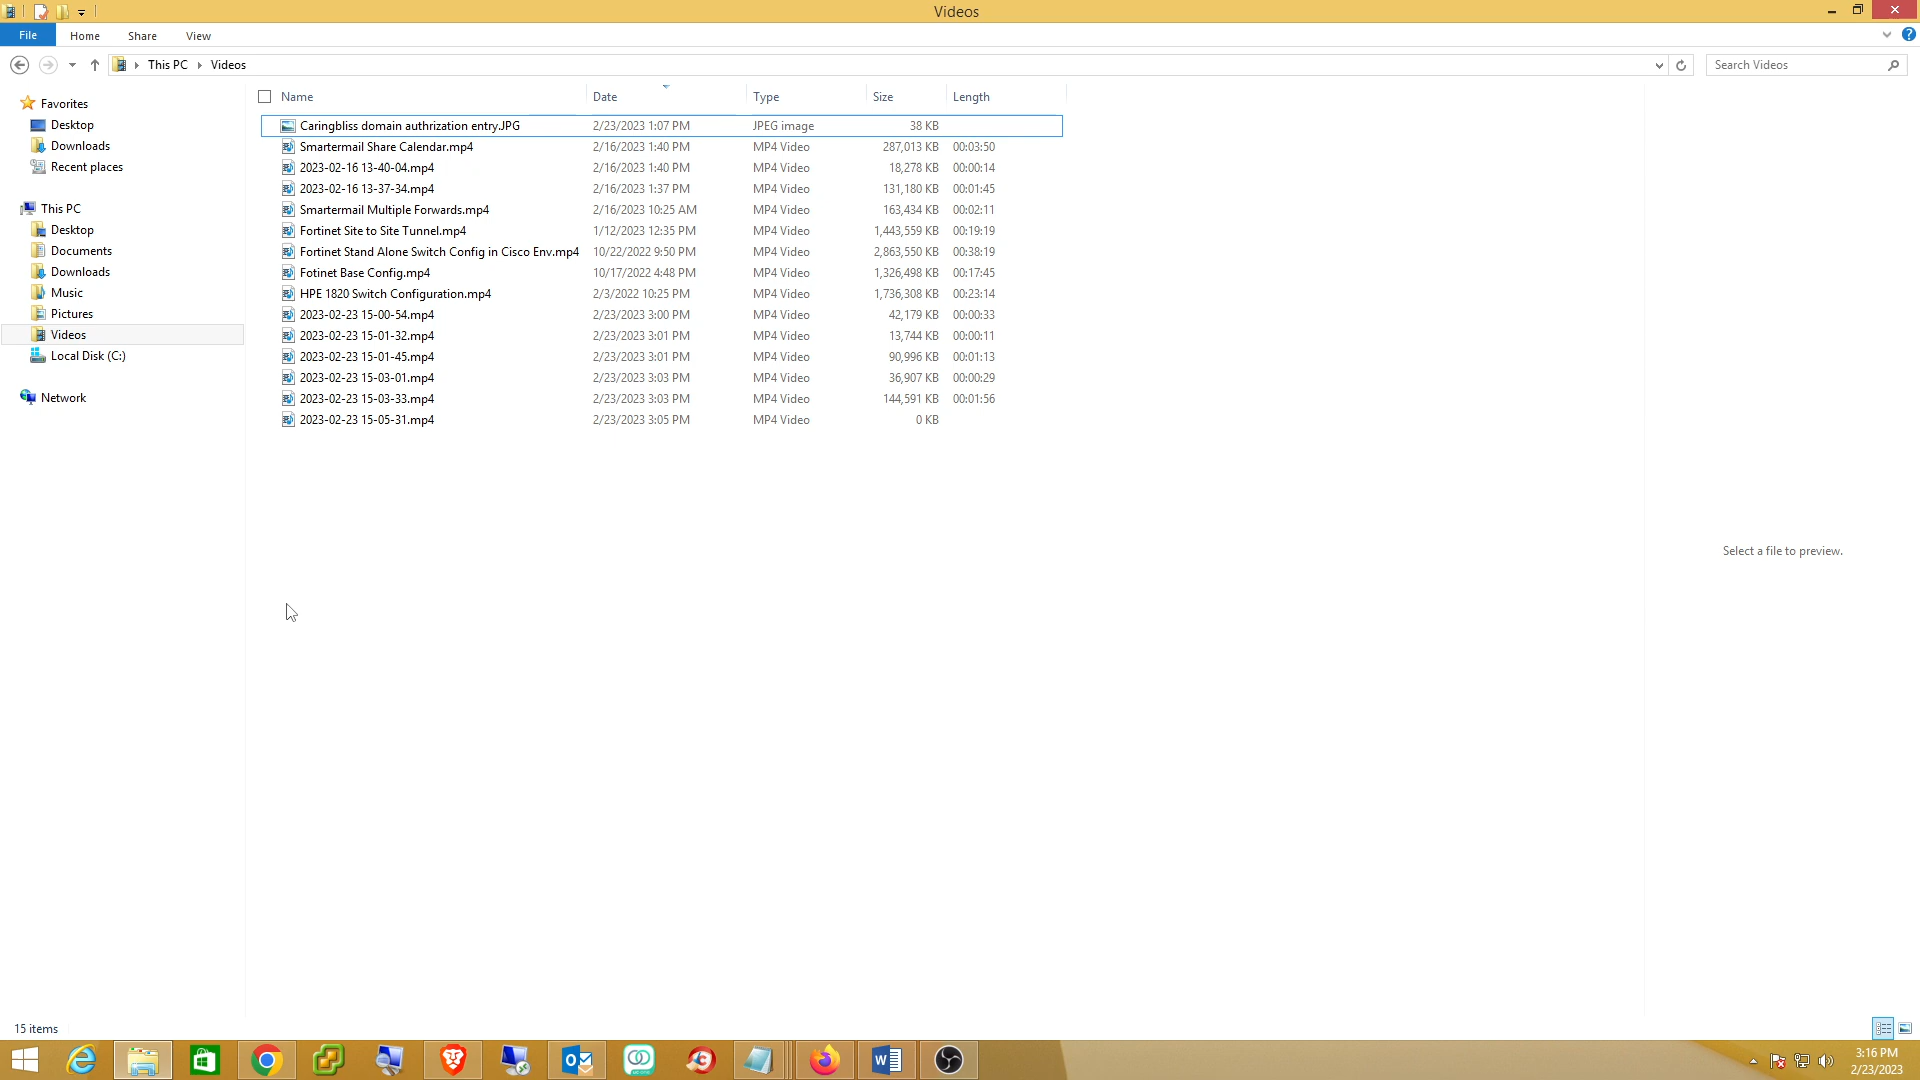 Videos
File Home Share View
This PC Videos Search Videos
Name Date Type Size Length
Favorites
Desktop
Downloads
Recent places
This PC
Desktop
Documents
Downloads
Music
Pictures
Videos
Local Disk (C:)
Network
Caringbliss domain authrization entry.JPG 2/23/2023 1:07 PM JPEG image 38 KB
Smartermail Share Calendar.mp4 2/16/2023 1:40 PM MP4 Video 287,013 KB 00:03:50
2023-02-16 13-40-04.mp4 2/16/2023 1:40 PM MP4 Video 18,278 KB 00:00:14
2023-02-16 13-37-34.mp4 2/16/2023 1:37 PM MP4 Video 131,180 KB 00:01:45
Smartermail Multiple Forwards.mp4 2/16/2023 10:25 AM MP4 Video 163,434 KB 00:02:11
Fortinet Site to Site Tunnel.mp4 1/12/2023 12:35 PM MP4 Video 1,443,559 KB 00:19:19
Fortinet Stand Alone Switch Config in Cisco Env.mp4 10/22/2022 9:50 PM MP4 Video 2,863,550 KB 00:38:19
Fotinet Base Config.mp4 10/17/2022 4:48 PM MP4 Video 1,326,498 KB 00:17:45
HPE 1820 Switch Configuration.mp4 2/3/2022 10:25 PM MP4 Video 1,736,308 KB 00:23:14
2023-02-23 15-00-54.mp4 2/23/2023 3:00 PM MP4 Video 42,179 KB 00:00:33
2023-02-23 15-01-32.mp4 2/23/2023 3:01 PM MP4 Video 13,744 KB 00:00:11
2023-02-23 15-01-45.mp4 2/23/2023 3:01 PM MP4 Video 90,996 KB 00:01:13
2023-02-23 15-03-01.mp4 2/23/2023 3:03 PM MP4 Video 36,907 KB 00:00:29
2023-02-23 15-03-33.mp4 2/23/2023 3:03 PM MP4 Video 144,591 KB 00:01:56
2023-02-23 15-05-31.mp4 2/23/2023 3:05 PM MP4 Video 0 KB
Select a file to preview.
15 items
3:16 PM
2/23/2023